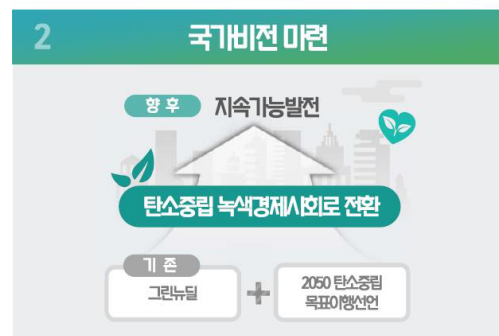 2
국가비전 마련
향후 지속가능발전
탄소중립 녹색경제사회로 전환
기존
그린뉴딜
+
2050 탄소중립
목표이행선언